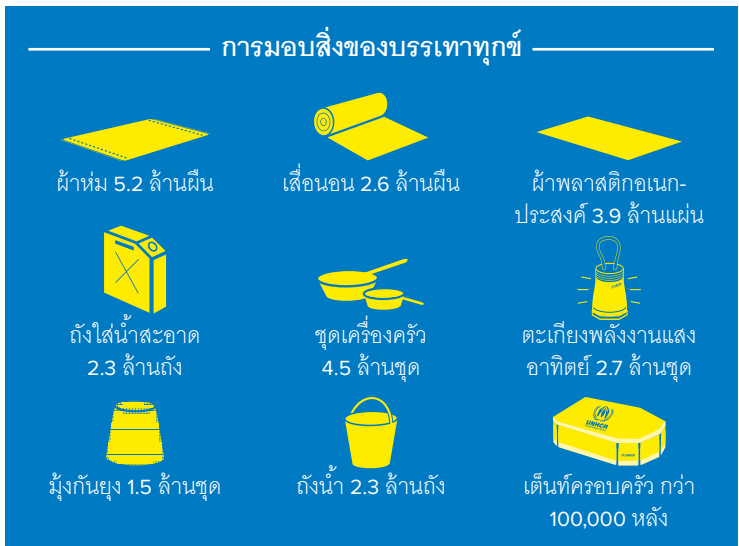 การมอบสิ่งของบรรเทาทุกข์
ผ้าห่ม 5.2 ล้านผืน
เสื่อนอน 2.6 ล้านผืน
ผ้าพลาสติกอเนก-
ประสงค์ 3.9 ล้านแผ่น
ถังใส่น้ำสะอาด
2.3 ล้านถัง
ชุดเครื่องครัว
4.5 ล้านชุด
ตะเกียงพลังงานแสง
อาทิตย์ 2.7 ล้านชุด
มุ้งกันยุง 1.5 ล้านชุด
ถังน้ำ 2.3 ล้านถัง
UNHCR
เต็นท์ครอบครัว กว่า
100,000 หลัง